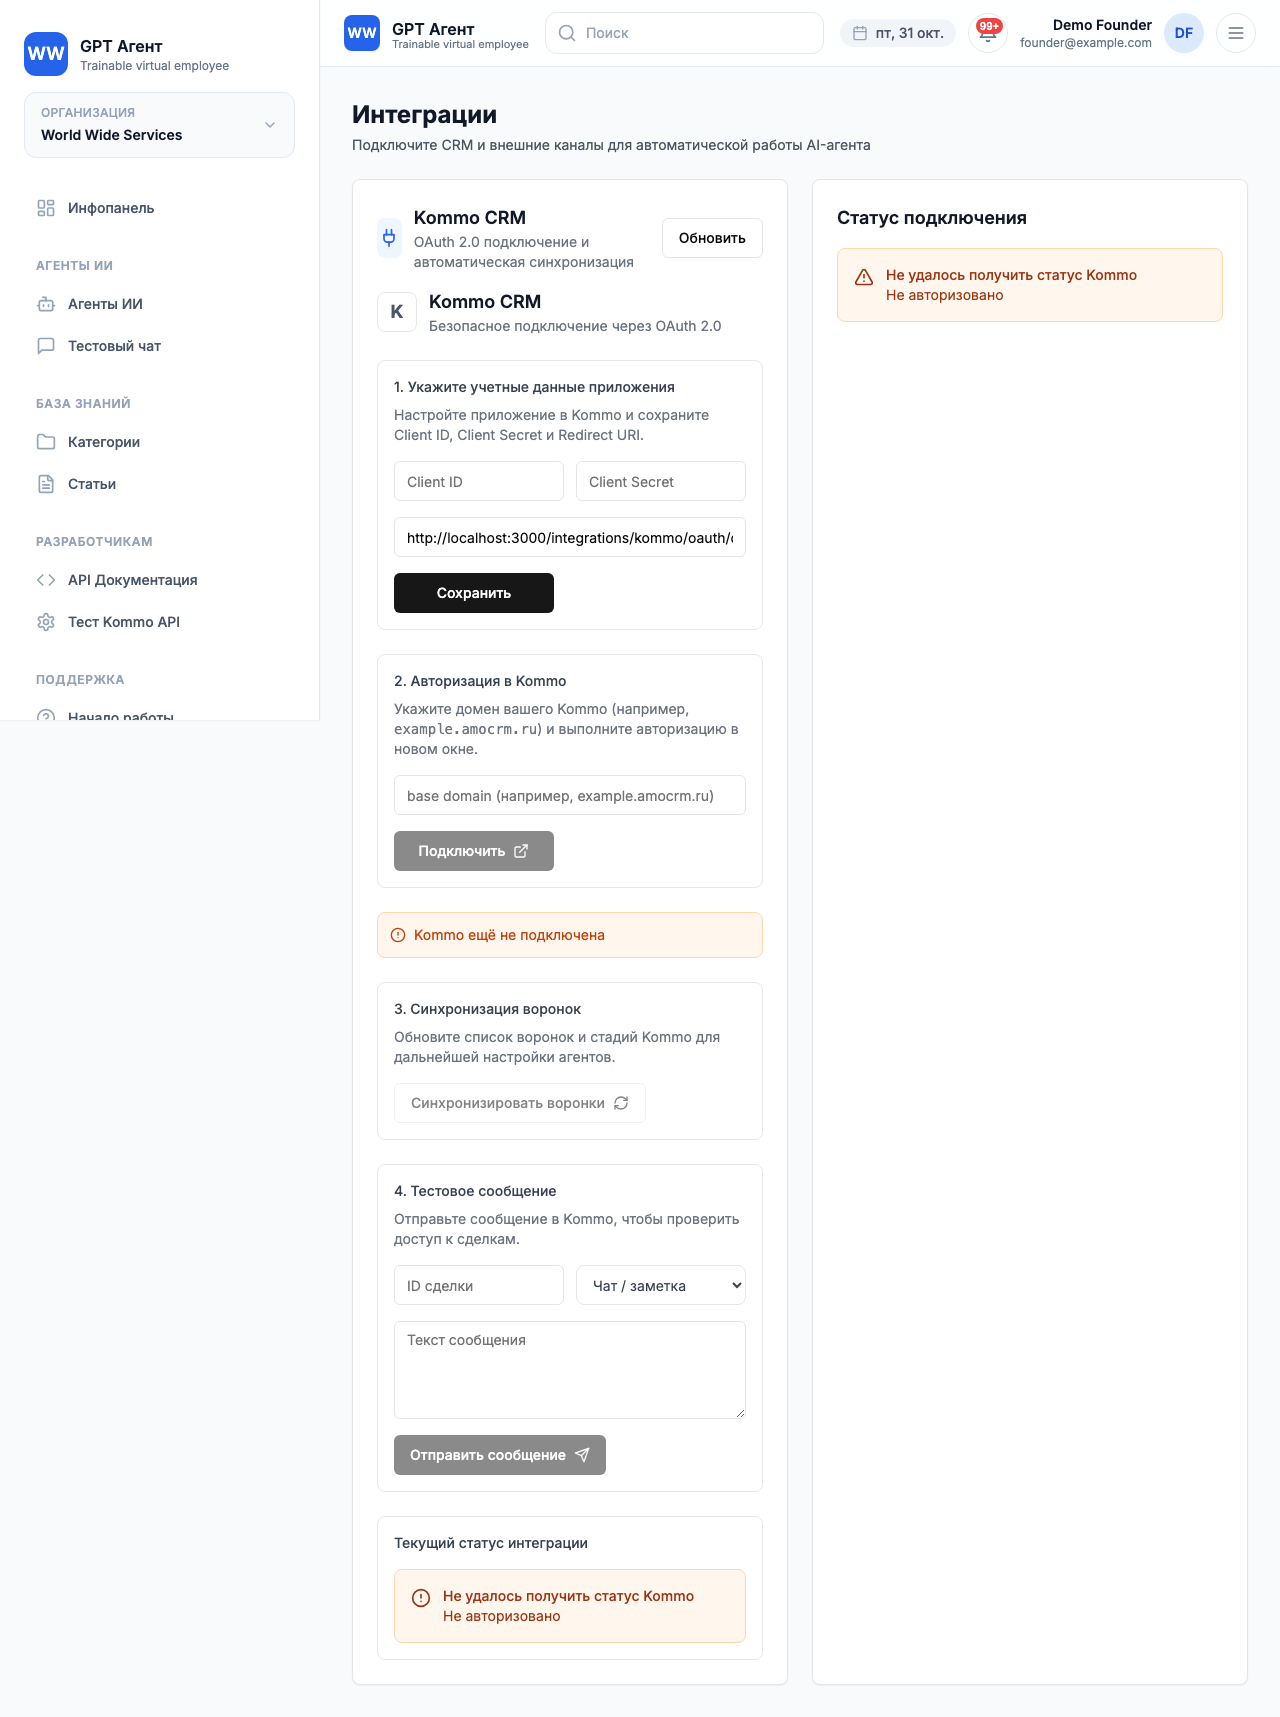 WW
GPT Агент
Trainable virtual employee
ОРГАНИЗАЦИЯ
World Wide Services
Инфопанель
АГЕНТЫ ИИ
Агенты ИИ
Тестовый чат
БАЗА ЗНАНИЙ
Категории
Статьи
РАЗРАБОТЧИКАМ
API Документация
Тест Kommo API
ПОДДЕРЖКА
Начало работы
WW
GPT Агент
Trainable virtual employee
Поиск
пт, 31 окт.
99+
Demo Founder
founder@example.com
DF
Интеграции
Подключите CRM и внешние каналы для автоматической работы AI-агента
Kommo CRM
OAuth 2.0 подключение и
автоматическая синхронизация
Обновить
K
Kommo CRM
Безопасное подключение через OAuth 2.0
1. Укажите учетные данные приложения
Настройте приложение в Kommo и сохраните
Client ID, Client Secret и Redirect URI.
Client ID
Client Secret
http://localhost:3000/integrations/kommo/oauth/
Сохранить
2. Авторизация в Kommo
Укажите домен вашего Kommo (например,
example.amocrm.ru) и выполните авторизацию в
новом окне.
base domain (например, example.amocrm.ru)
Подключить
Kommo ещё не подключена
3. Синхронизация воронок
Обновите список воронок и стадий Kommo для
дальнейшей настройки агентов.
Синхронизировать воронки
4. Тестовое сообщение
Отправьте сообщение в Kommo, чтобы проверить
доступ к сделкам.
ID сделки
Чат / заметка
Текст сообщения
Отправить сообщение
Текущий статус интеграции
Не удалось получить статус Kommo
Не авторизовано
Статус подключения
Не удалось получить статус Kommo
Не авторизовано